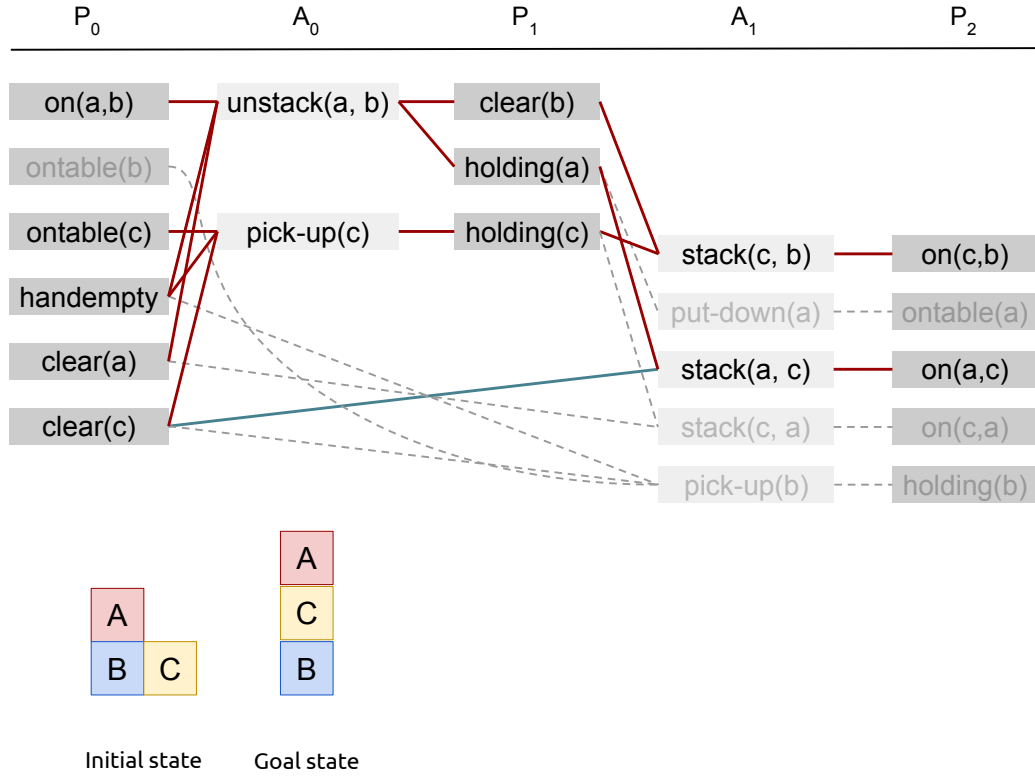 P0 A0 P1 A1 P2
on(a,b) unstack(a, b) clear(b)
ontable(b) holding(a)
ontable(c) pick-up(c) holding(c)
stack(c, b) on(c,b)
handempty
put-down(a) ontable(a)
clear(a) stack(a, c) on(a,c)
clear(c) stack(c, a) on(c,a)
pick-up(b) holding(b)
A
A
C
B C
B
Initial state Goal state